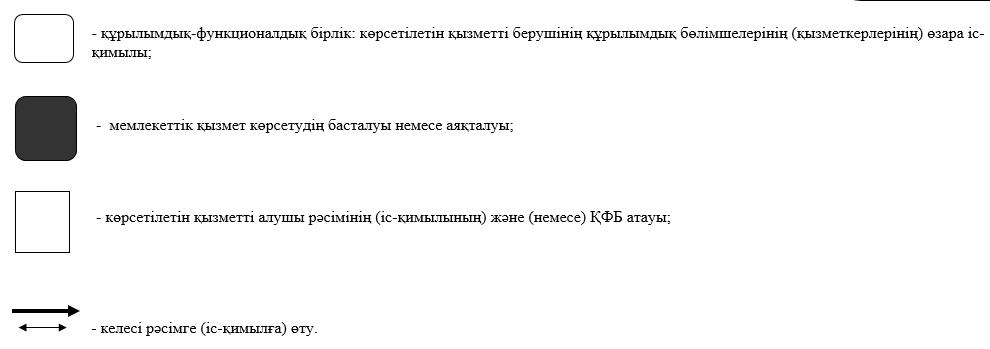 - құрылымдық-функционалдық бірлік: көрсетілетін қызметті берушінің құрылымдық бөлімшелерінің (қызметкерлерінің) өзара іс-
қимылы;
- мемлекеттік қызмет көрсетудің басталуы немесе аяқталуы;
- көрсетілетін қызметті алушы рәсімінің (іс-қимылының) және (немесе) ҚФБ атауы;
- келесі рәсімге (іс-қимылға) өту.